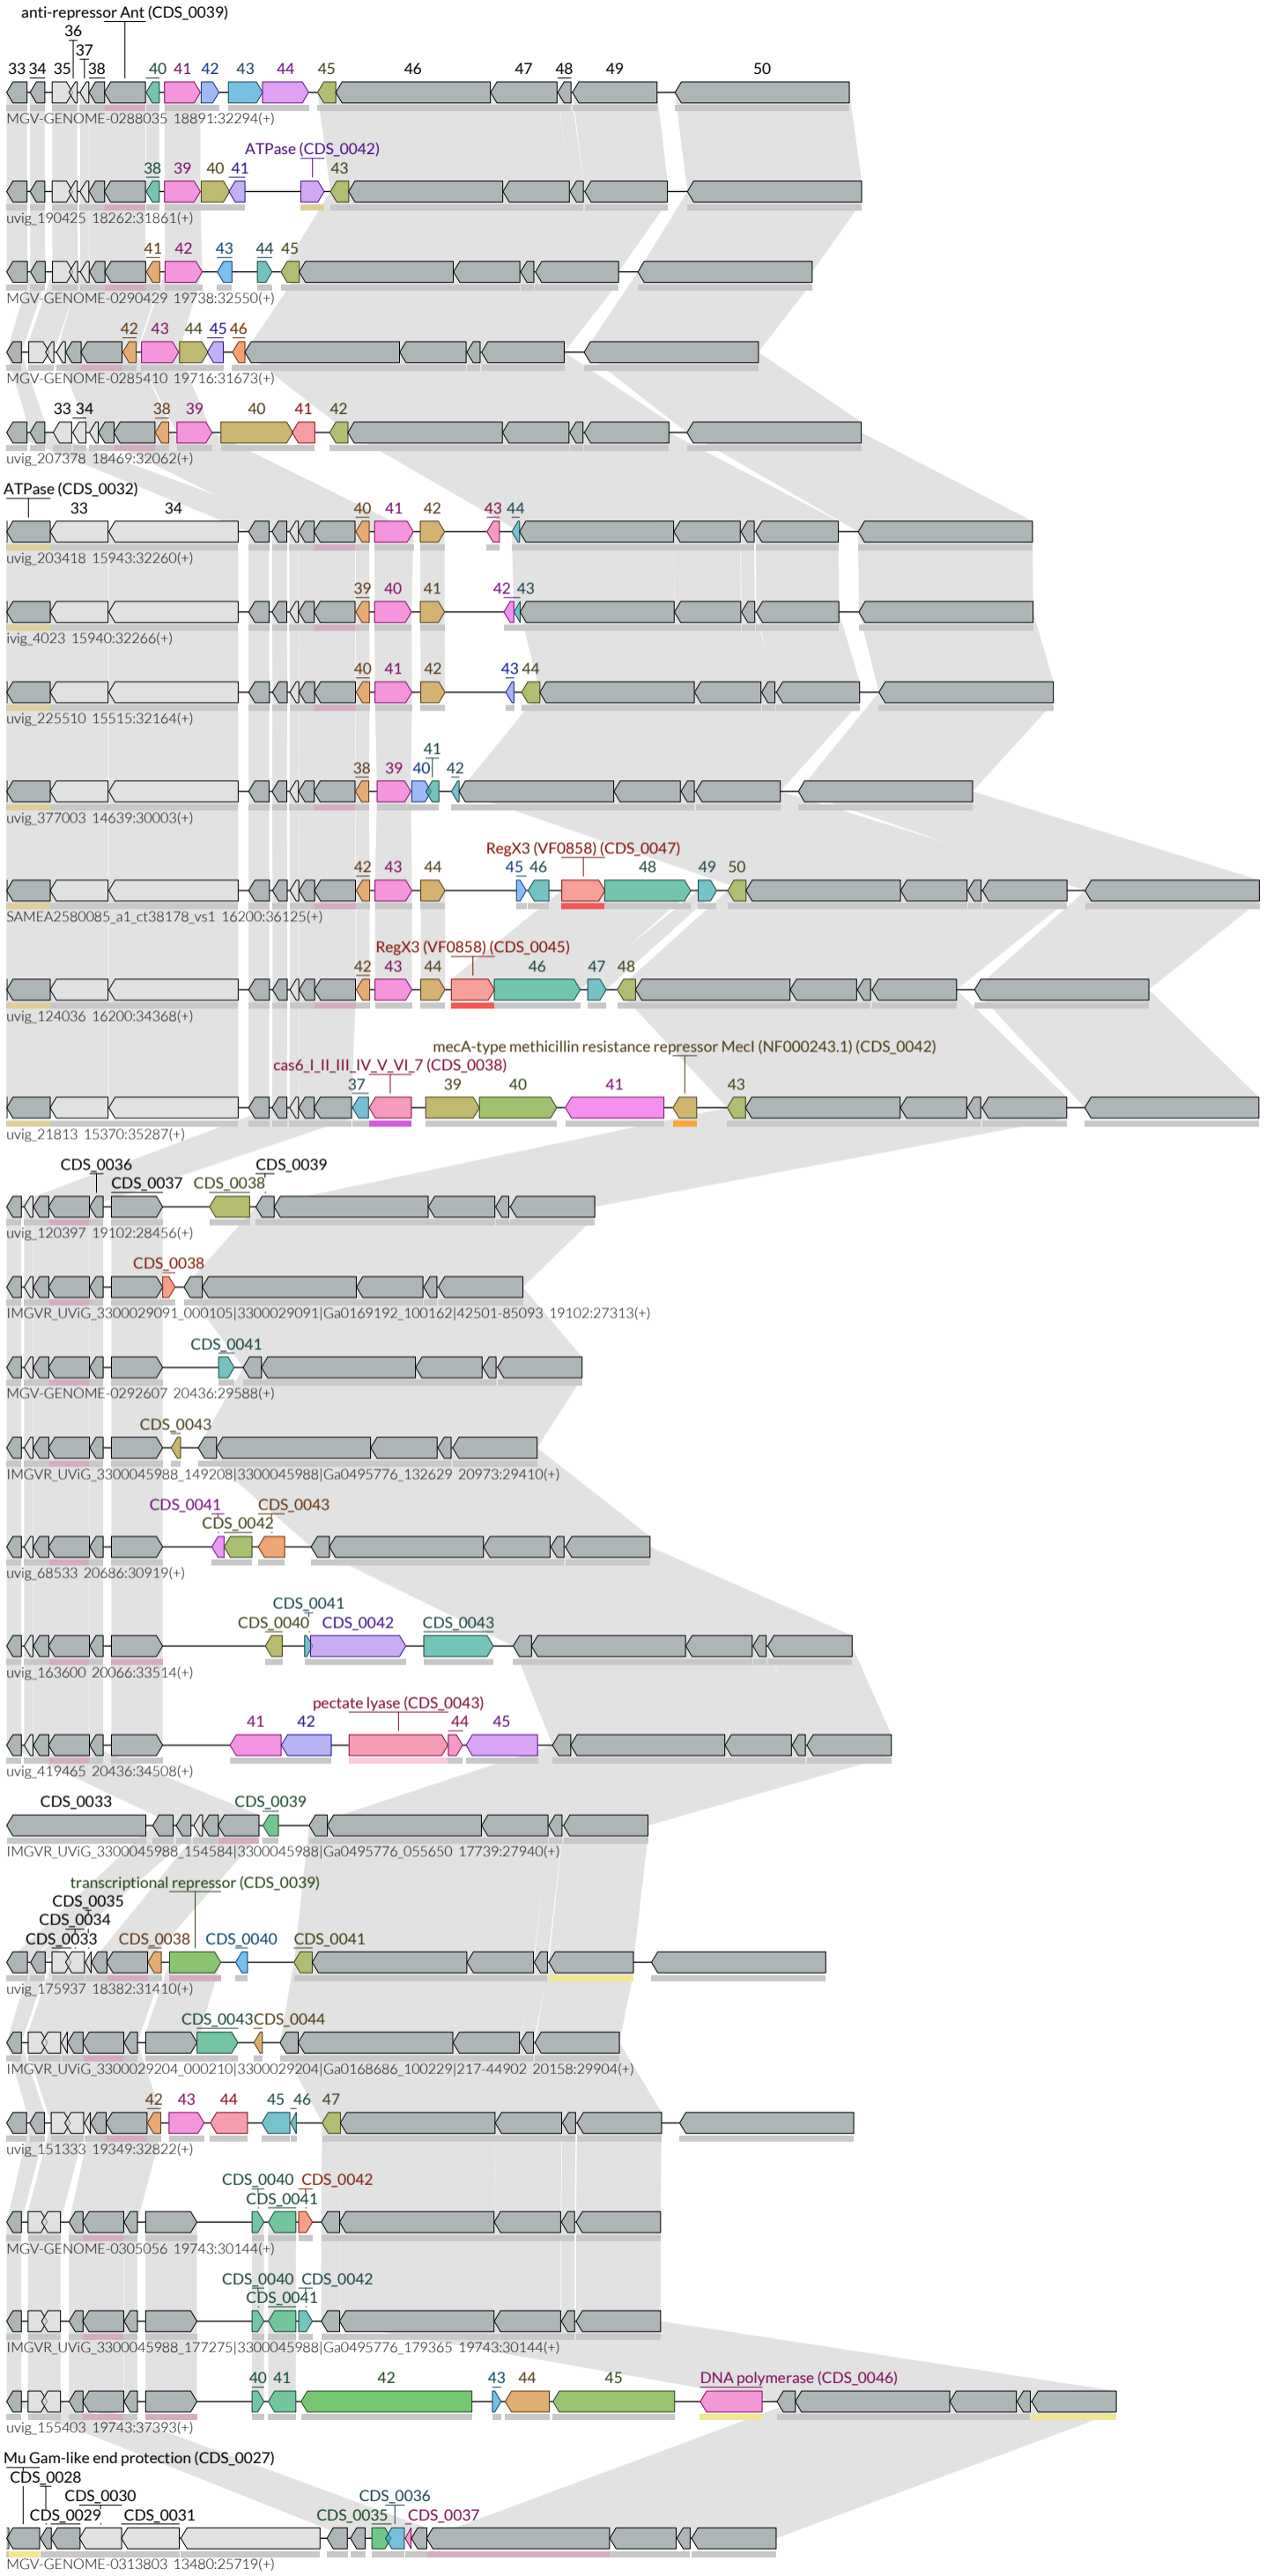 anti-repressor Ant (CDS_0039)
36
37
33 34 35 38 40 41 42 43 44 45 46 47 48 49 50
MGV-GENOME-0288035 18891:32294(+)
ATPase (CDS_0042)
38 39 40 41 43
uvig_190425 18262:31861(+)
41 42 43 44 45
MGV-GENOME-0290429 19738:32550(+)
42 43 44 45 46
MGV-GENOME-0285410 19716:31673(+)
33 34 38 39 40 41 42
uvig_207378 18469:32062(+)
ATPase (CDS_0032)
33 34 40 41 42 43 44
uvig_203418 15943:32260(+)
39 40 41 42 43
ivig_4023 15940:32266(+)
40 41 42 43 44
uvig_225510 15515:32164(+)
41
38 39 40 42
uvig_377003 14639:30003(+)
RegX3 (VF0858) (CDS_0047)
42 43 44 45 46 48 49 50
SAMEA2580085_a1_ct38178_vs1 16200:36125(+)
RegX3 (VF0858) (CDS_0045)
42 43 44 46 47 48
uvig_124036 16200:34368(+)
mecA-type methicillin resistance repressor MecI (NF000243.1) (CDS_0042)
cas6_I_II_III_IV_V_VI_7 (CDS_0038)
37 39 40 41 43
uvig_21813 15370:35287(+)
CDS_0036 CDS_0039
CDS_0037 CDS_0038
uvig_120397 19102:28456(+)
CDS_0038
IMGVR_UViG_3300029091_000105|3300029091|Ga0169192_100162|42501-85093 19102:27313(+)
CDS_0041
MGV-GENOME-0292607 20436:29588(+)
CDS_0043
IMGVR_UViG_3300045988_149208|3300045988|Ga0495776_132629 20973:29410(+)
CDS_0041 CDS_0043
CDS_0042
uvig_68533 20686:30919(+)
CDS_0041
CDS_0040 CDS_0042 CDS_0043
uvig_163600 20066:33514(+)
pectate lyase (CDS_0043)
41 42 44 45
uvig_419465 20436:34508(+)
CDS_0033 CDS_0039
IMGVR_UViG_3300045988_154584|3300045988|Ga0495776_055650 17739:27940(+)
transcriptional repressor (CDS_0039)
CDS_0035
CDS_0034
CDS_0033 CDS_0038 CDS_0040 CDS_0041
uvig_175937 18382:31410(+)
CDS_0043 CDS_0044
IMGVR_UViG_3300029204_000210|3300029204|Ga0168686_100229|217-44902 20158:29904(+)
42 43 44 45 46 47
uvig_151333 19349:32822(+)
CDS_0040 CDS_0042
CDS_0041
MGV-GENOME-0305056 19743:30144(+)
CDS_0040 CDS_0042
CDS_0041
IMGVR_UViG_3300045988_177275|3300045988|Ga0495776_179365 19743:30144(+)
40 41 42 43 44 45 DNA polymerase (CDS_0046)
uvig_155403 19743:37393(+)
Mu Gam-like end protection (CDS_0027)
CDS_0028
CDS_0030 CDS_0036
CDS_0029 CDS_0031 CDS_0035 CDS_0037
MGV-GENOME-0313803 13480:25719(+)